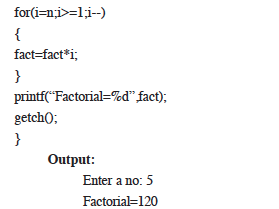 for(i=n;i>=1;i--)
{
fact=fact*i;
}
printf(“Factorial=%d”,fact);
getch();
}
Output:
Enter a no: 5
Factorial=120